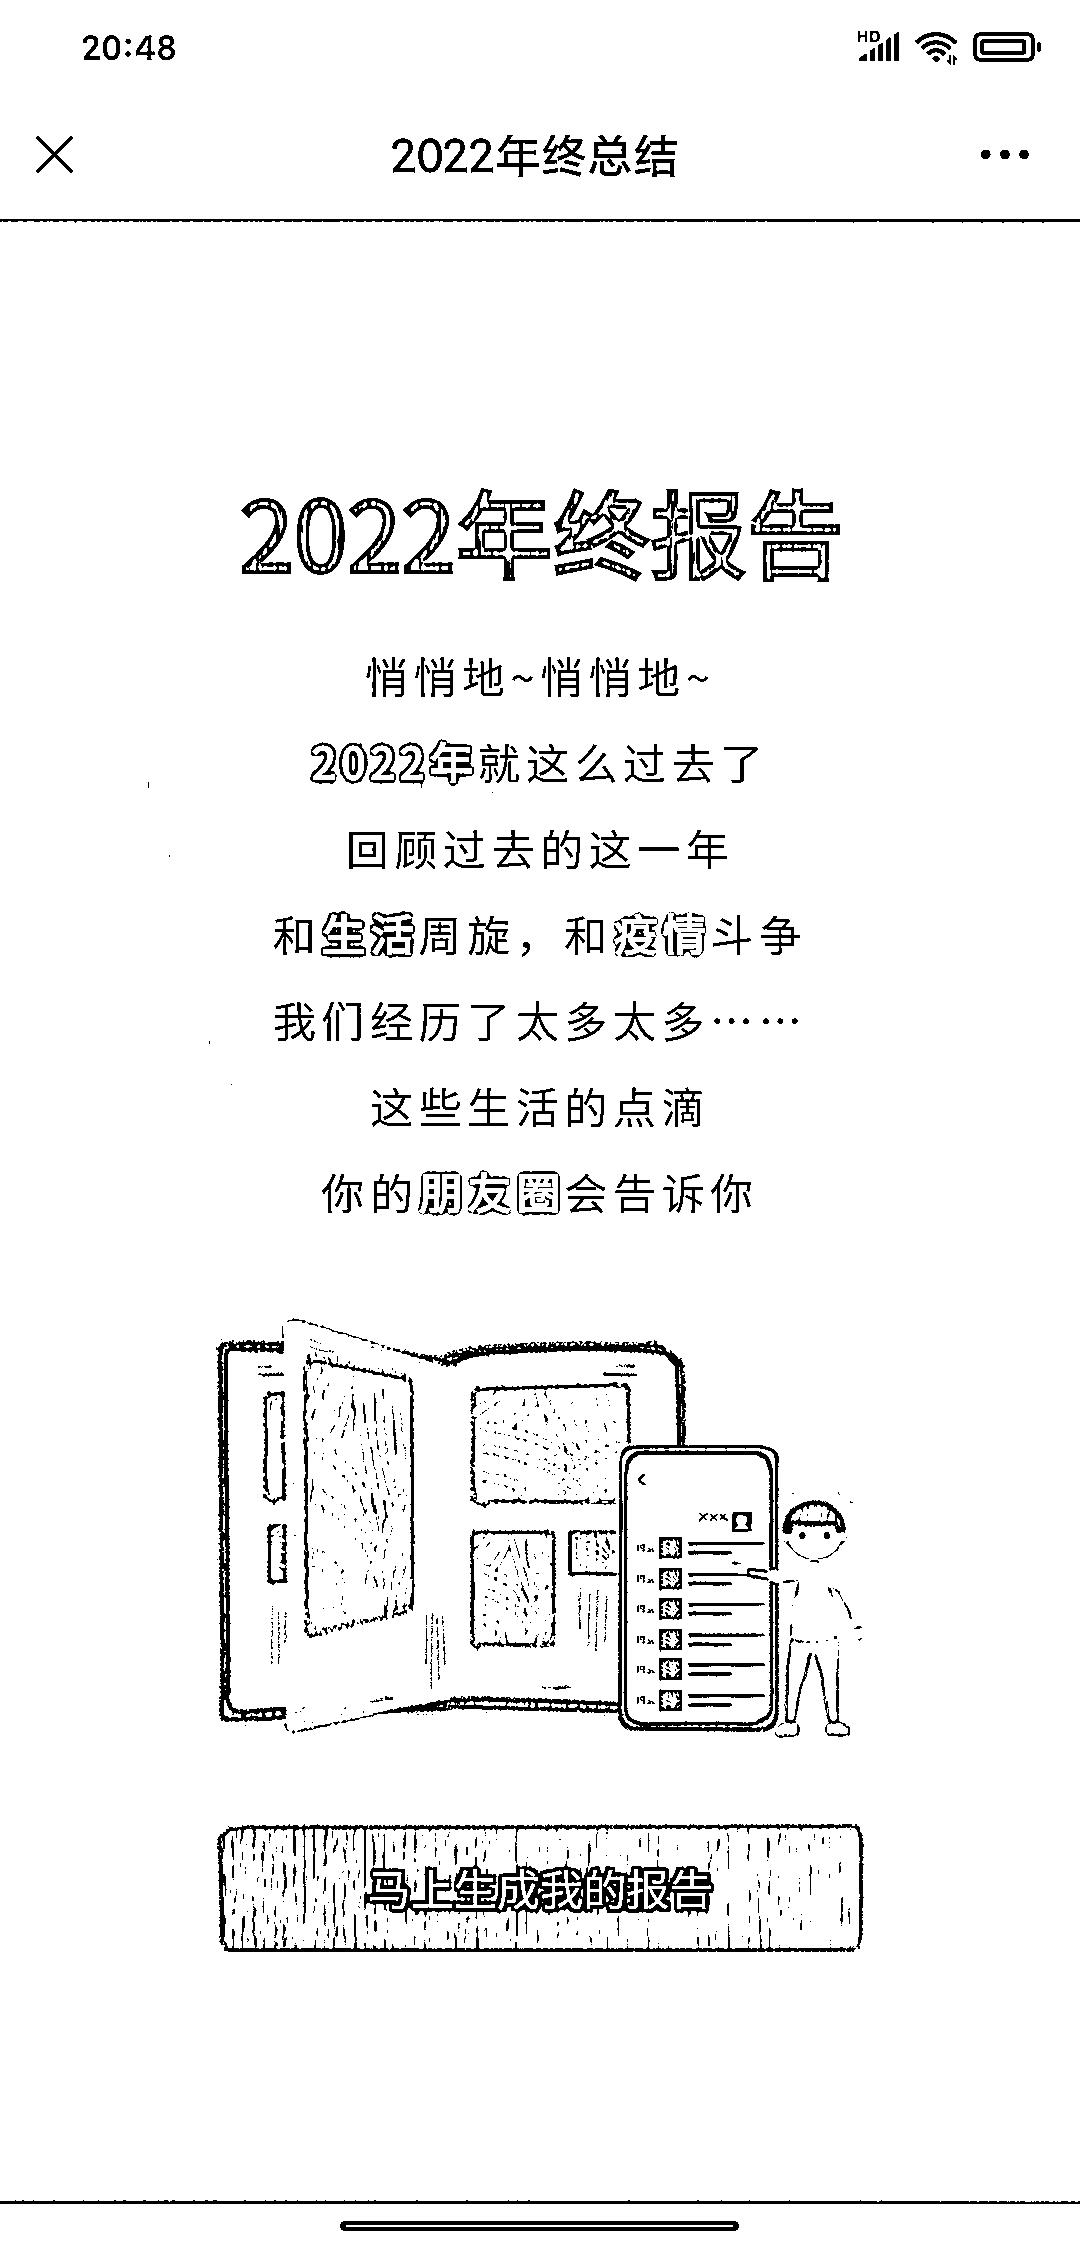 20:48
HD
2022年终总结
2022年终报告
悄悄地~悄悄地~
2022年就这么过去了
回顾过去的这一年
和生活周旋，和疫情斗争
我们经历了太多太多……
这些生活的点滴
你的朋友圈会告诉你
×××
马上生成我的报告